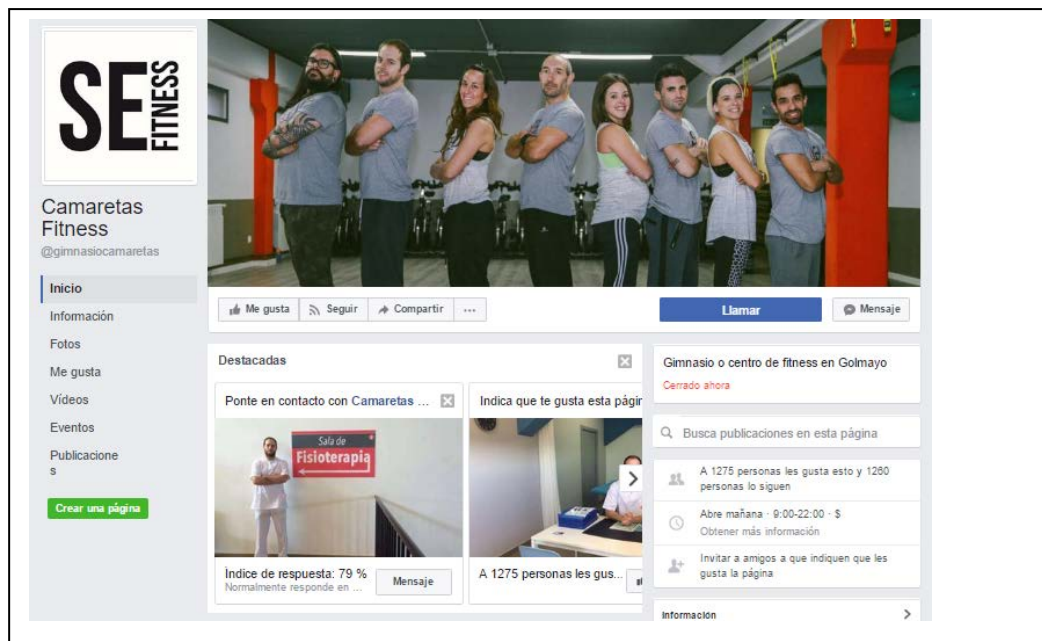 SE
FITNESS
Camaretas
Fitness
@gimnasiocamaretas
Inicio
Información
Fotos
Me gusta
Vídeos
Eventos
Publicacione
s
Crear una página
Me gusta
Seguir
Compartir
...
Llamar
Mensaje
Destacadas
Ponte en contacto con Camaretas ...
Sala de
Fisioterapia
Índice de respuesta: 79 %
Normalmente responde en ...
Mensaje
Indica que te gusta esta págin
A 1275 personas les gus...
Gimnasio o centro de fitness en Golmayo
Cerrado ahora
Busca publicaciones en esta página
A 1275 personas les gusta esto y 1260
personas lo siguen
Abre mañana · 9:00-22:00 · $
Obtener más información
Invitar a amigos a que indiquen que les
gusta la página
Información